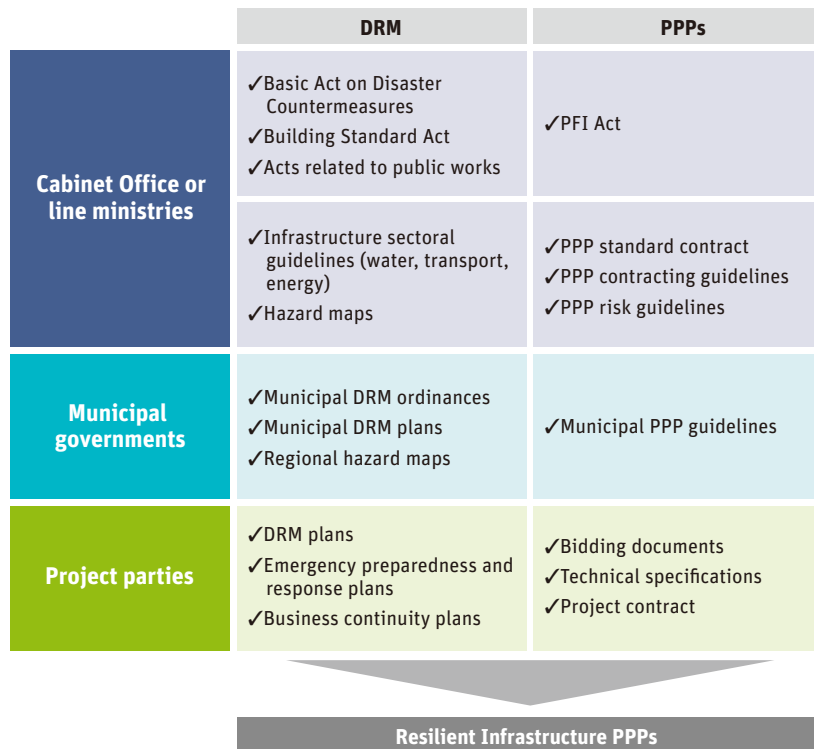 DRM
PPPs
Cabinet Office or
line ministries
✓Basic Act on Disaster
Countermeasures
✓Building Standard Act
✓Acts related to public works
✓PFI Act
✓Infrastructure sectoral
guidelines (water, transport,
energy)
✓Hazard maps
✓PPP standard contract
✓PPP contracting guidelines
✓PPP risk guidelines
Municipal
governments
✓Municipal DRM ordinances
✓Municipal DRM plans
✓Regional hazard maps
✓Municipal PPP guidelines
Project parties
✓DRM plans
✓Emergency preparedness and
response plans
✓Business continuity plans
✓Bidding documents
✓Technical specifications
✓Project contract
Resilient Infrastructure PPPs